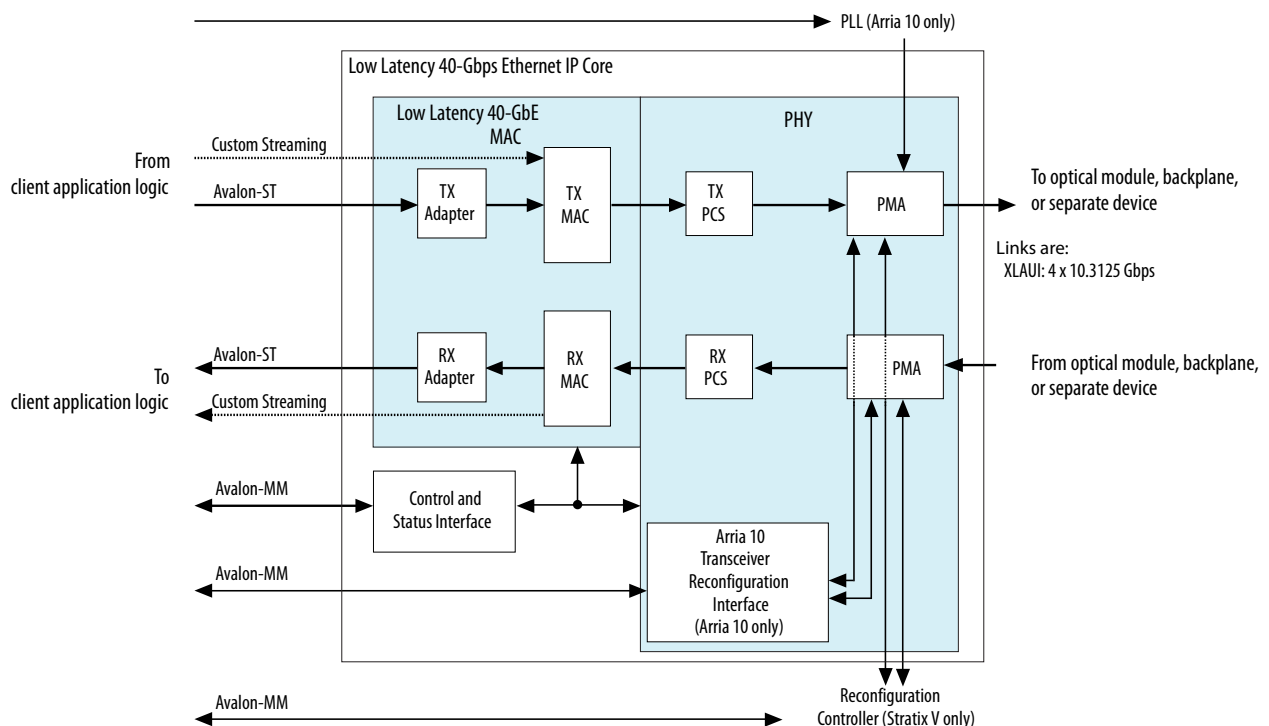 PLL (Arria 10 only)
Low Latency 40-Gbps Ethernet IP Core
Low Latency 40-GbE
MAC
PHY
Custom Streaming
From
client application logic
Avalon-ST
TX
Adapter
TX
MAC
TX
PCS
PMA
To optical module, backplane,
or separate device
Links are:
XLAUI: 4 x 10.3125 Gbps
Avalon-ST
To
client application logic
RX
Adapter
RX
MAC
RX
PCS
PMA
From optical module, backplane,
or separate device
Custom Streaming
Avalon-MM
Control and
Status Interface
Avalon-MM
Arria 10
Transceiver
Reconfiguration
Interface
(Arria 10 only)
Avalon-MM
Reconfiguration
Controller (Stratix V only)